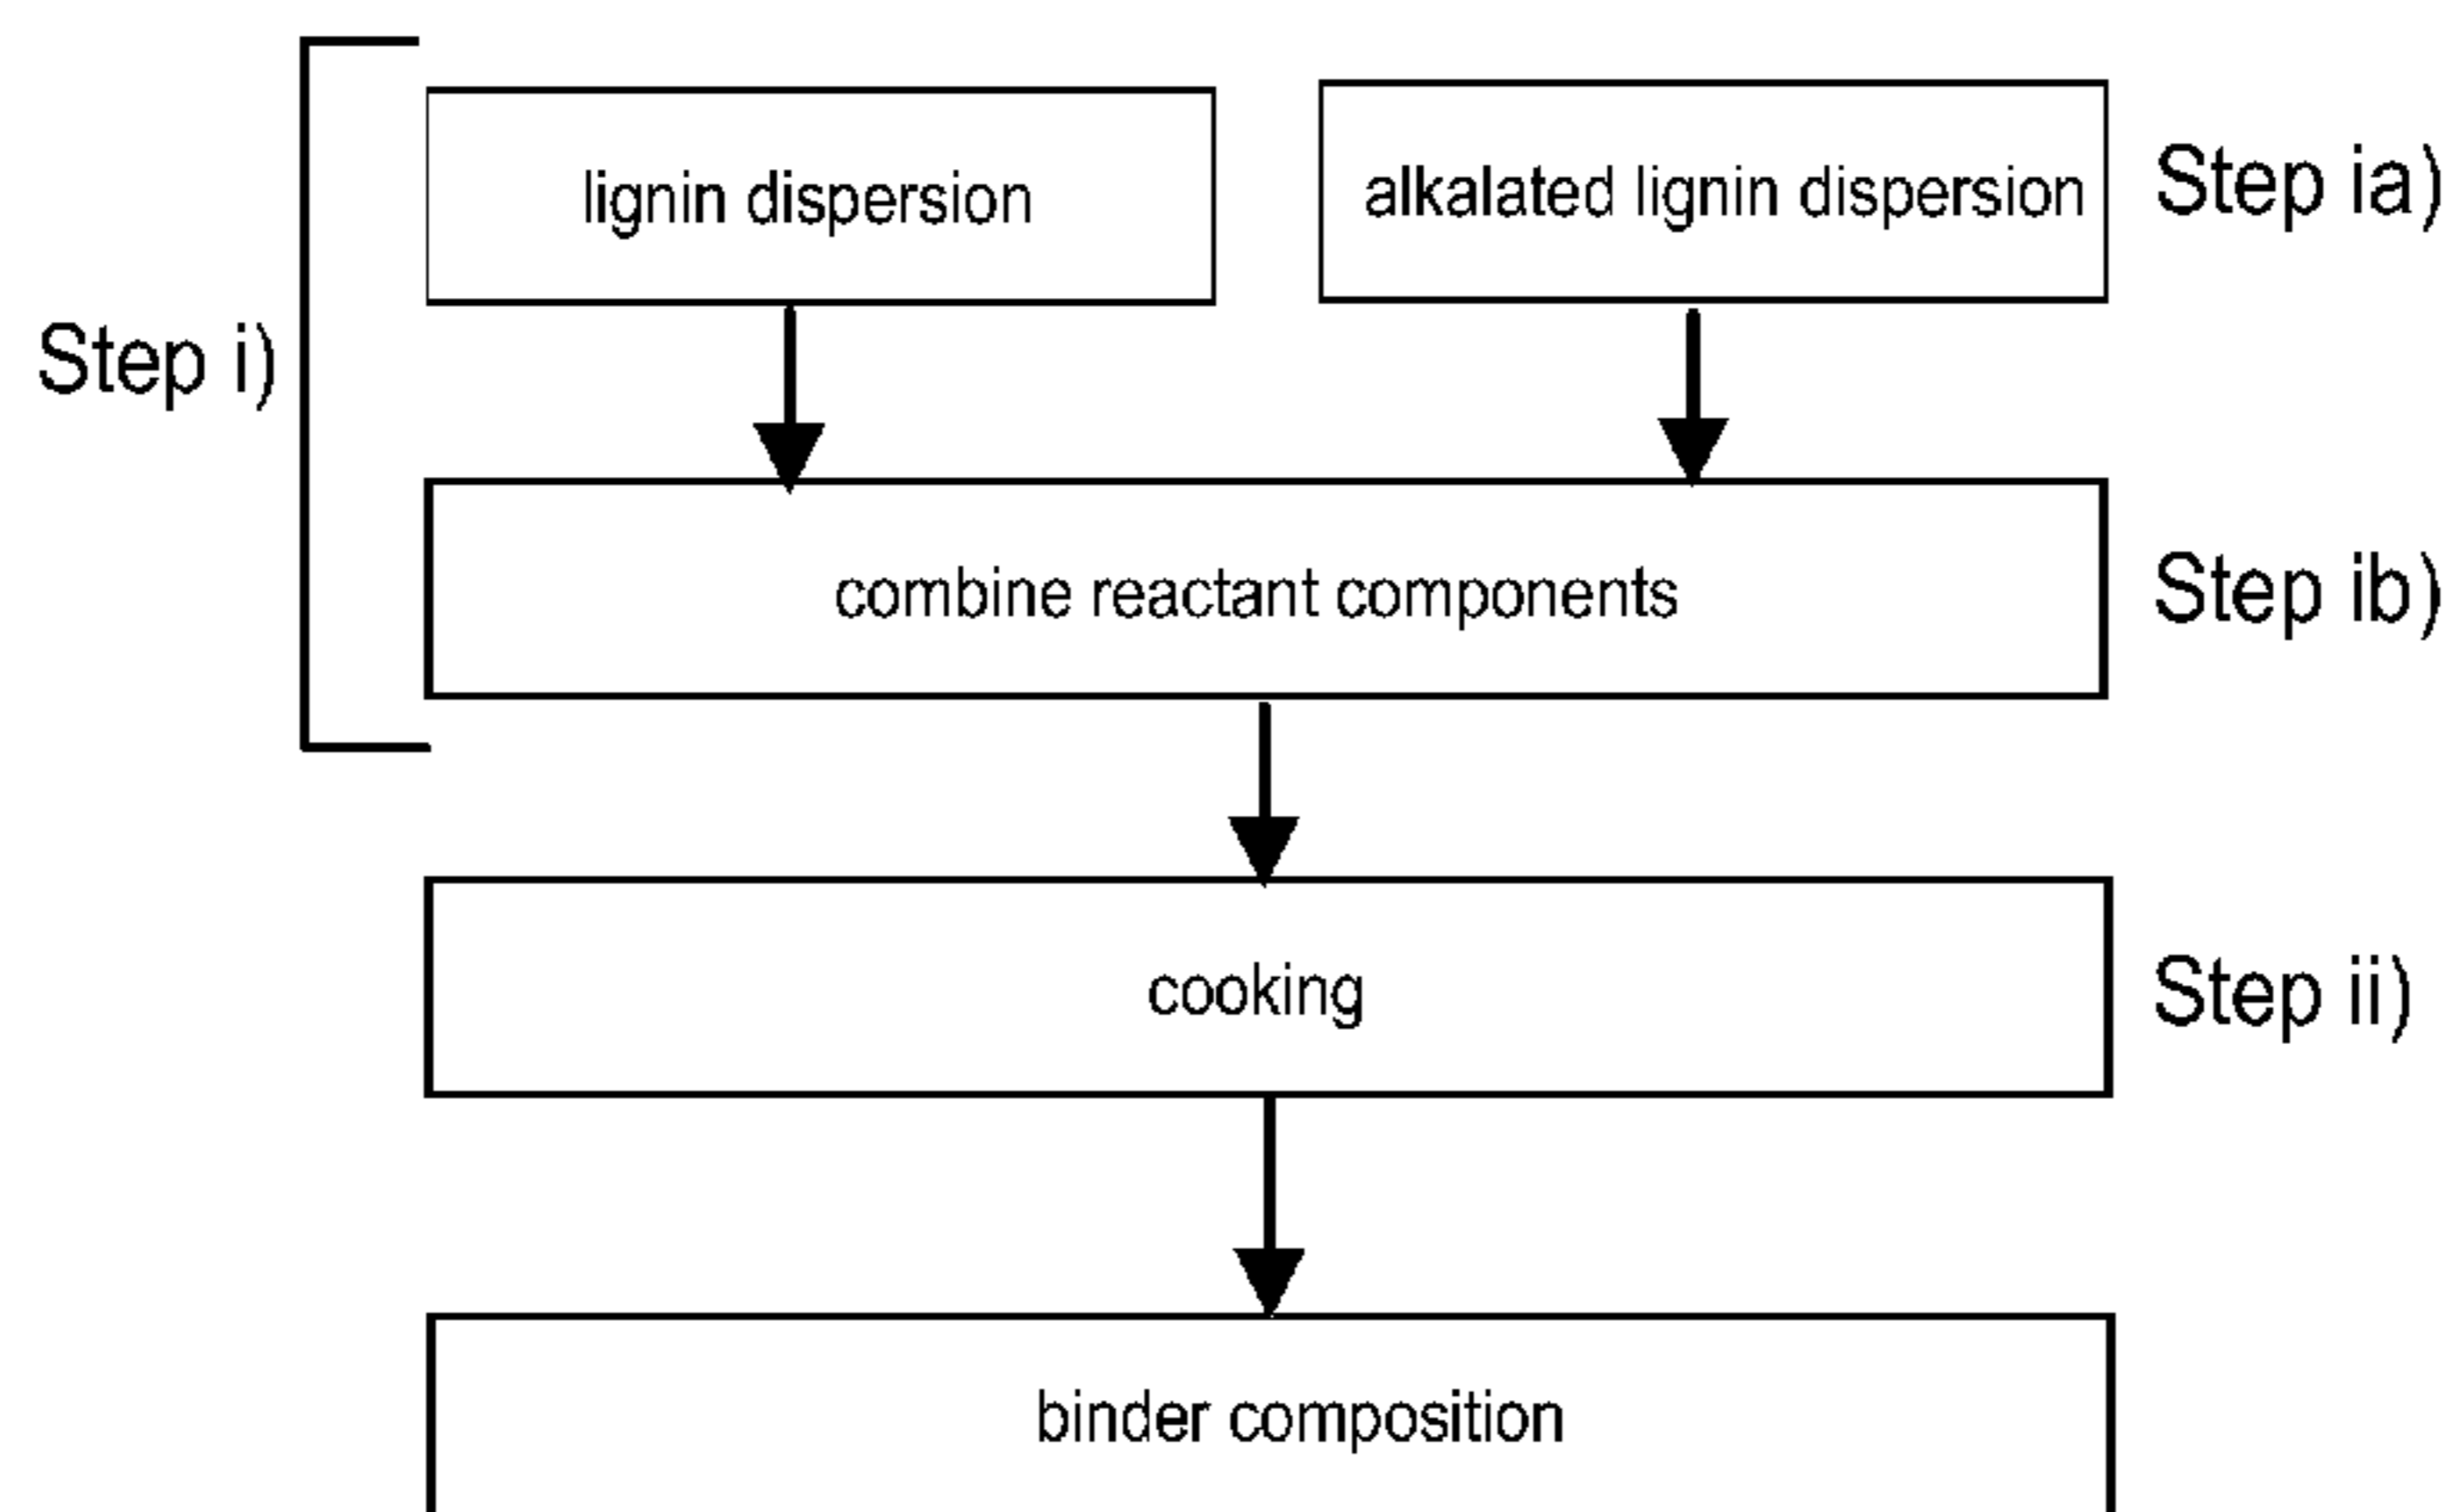 lignin dispersion
alkalated lignin dispersion
Step ia)
Step i)
combine reactant components
Step ib)
cooking
Step ii)
binder composition